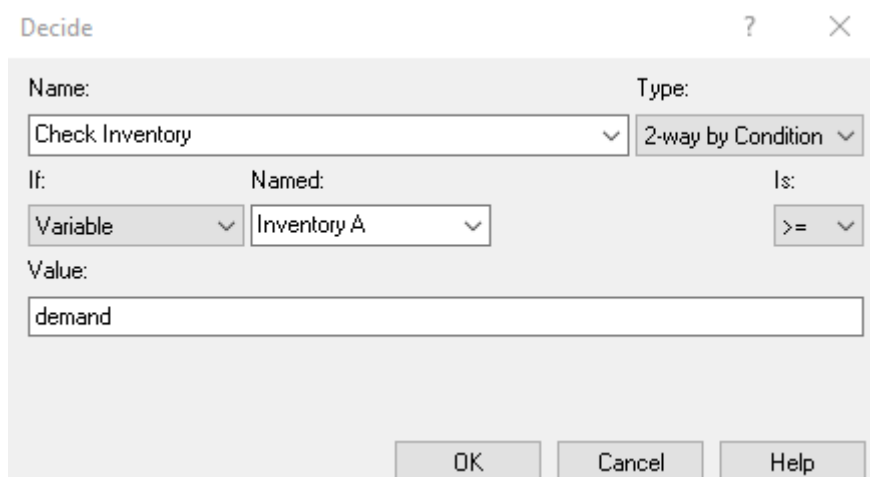 Decide ?
Name: Type:
Check Inventory 2-way by Condition
If: Named: Is:
Variable Inventory A >=
Value:
demand
OK Cancel Help